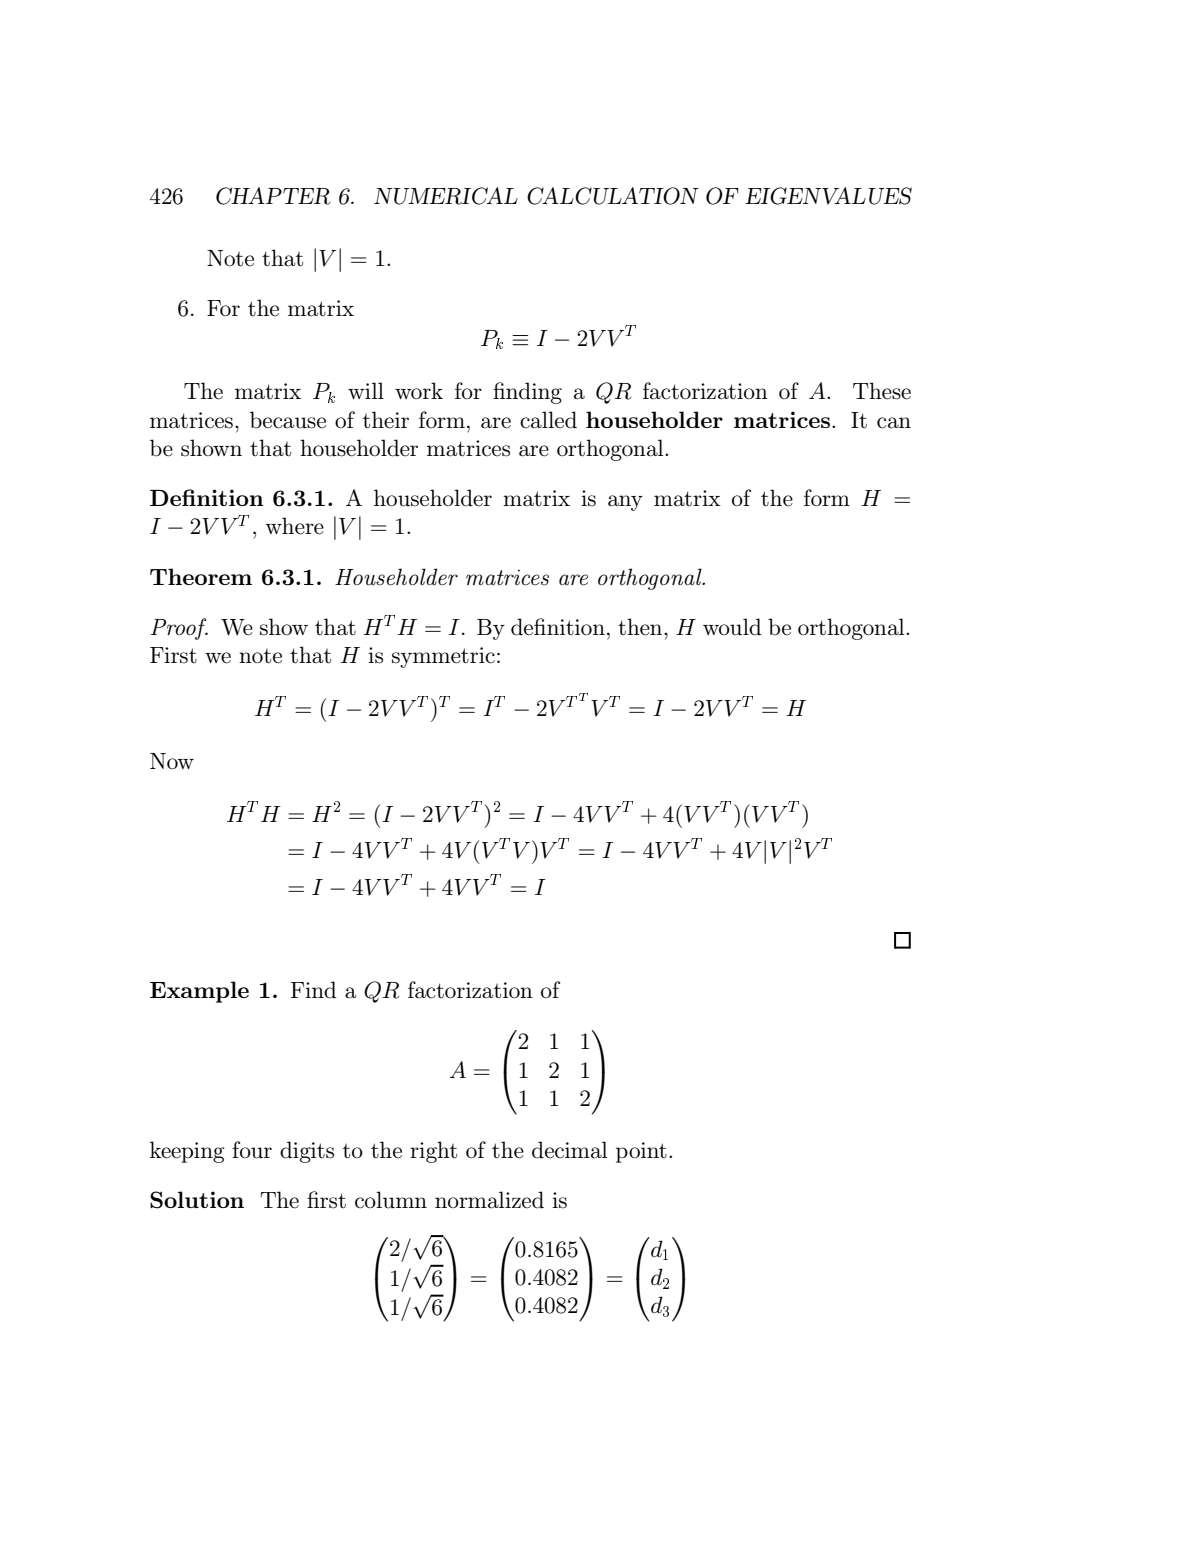 426 CHAPTER 6. NUMERICAL CALCULATION OF EIGENVALUES
Note that |V| = 1.
6. For the matrix
P_k ≡ I − 2VV^T
The matrix P_k will work for finding a QR factorization of A. These
matrices, because of their form, are called householder matrices. It can
be shown that householder matrices are orthogonal.
Definition 6.3.1. A householder matrix is any matrix of the form H =
I − 2VV^T, where |V| = 1.
Theorem 6.3.1. Householder matrices are orthogonal.
Proof. We show that H^T H = I. By definition, then, H would be orthogonal.
First we note that H is symmetric:
H^T = (I − 2VV^T)^T = I^T − 2V^{T^T} V^T = I − 2VV^T = H
Now
H^T H = H^2 = (I − 2VV^T)^2 = I − 4VV^T + 4(VV^T)(VV^T)
= I − 4VV^T + 4V(V^T V)V^T = I − 4VV^T + 4V|V|^2 V^T
= I − 4VV^T + 4VV^T = I
□
Example 1. Find a QR factorization of
A = (2 1 1
1 2 1
1 1 2)
keeping four digits to the right of the decimal point.
Solution The first column normalized is
(2/√6) (0.8165) (d_1)
(1/√6) = (0.4082) = (d_2)
(1/√6) (0.4082) (d_3)